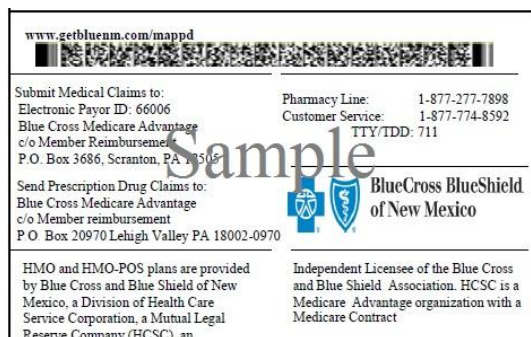 www.getbluenm.com/mappd
Submit Medical Claims to:
Electronic Payor ID: 66006
Blue Cross Medicare Advantage
c/o Member Reimbursement
P.O. Box 3686, Scranton, PA 18505
Pharmacy Line: 1-877-277-7898
Customer Service: 1-877-774-8592
TTY/TDD: 711
Sample
Send Prescription Drug Claims to:
Blue Cross Medicare Advantage
c/o Member reimbursement
P.O. Box 20970 Lehigh Valley PA 18002-0970
BlueCross BlueShield
of New Mexico
HMO and HMO-POS plans are provided
by Blue Cross and Blue Shield of New
Mexico, a Division of Health Care
Service Corporation, a Mutual Legal
Reserve Company (HCSC), an
Independent Licensee of the Blue Cross
and Blue Shield Association. HCSC is a
Medicare Advantage organization with a
Medicare Contract